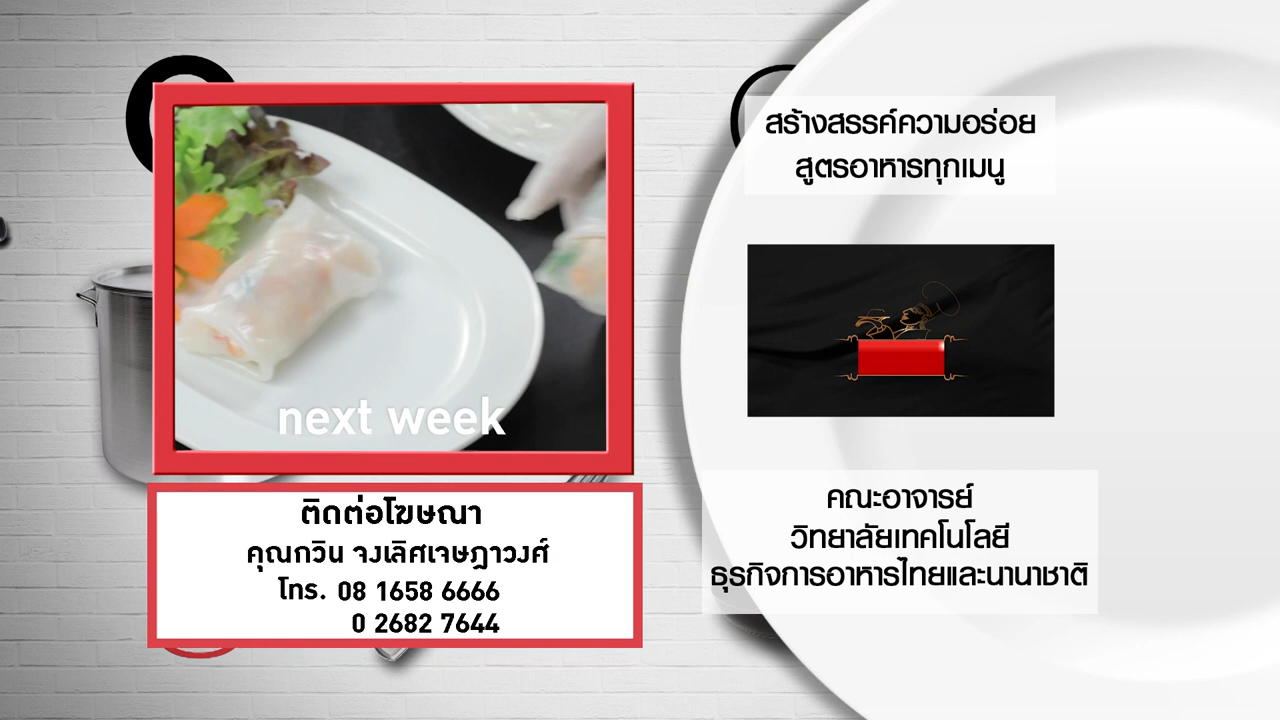 next week
ติดต่อโฆษณา
คุณกวิน จงเลิศเจษฎาวงศ์
โทร. 08 1658 6666
0 2682 7644
สร้างสรรค์ความอร่อย
สูตรอาหารทุกเมนู
คณะอาจารย์
วิทยาลัยเทคโนโลยี
ธุรกิจการอาหารไทยและนานาชาติ